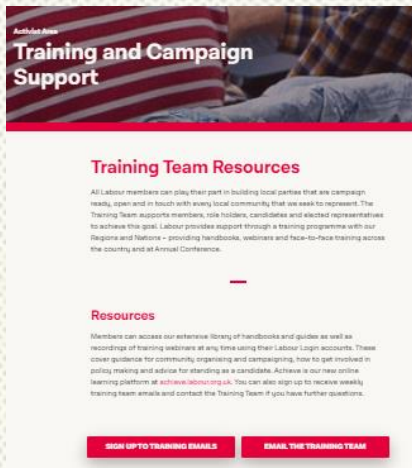 Activist Area
Training and Campaign
Support
Training Team Resources
All Labour members can play their part in building local parties that are campaign
ready, open and in touch with every local community that we seek to represent. The
Training Team supports members, role holders, candidates and elected representatives
to achieve this goal. Labour provides support through a training programme with our
Regions and Nations – providing handbooks, webinars and face-to-face training across
the country and at Annual Conference.
Resources
Members can access our extensive library of handbooks and guides as well as
recordings of training webinars at any time using their Labour Login accounts. These
cover guidance for community organising and campaigning, how to get involved in
policy making and advice for standing as a candidate. Achieve is our new online
learning platform at achieve.labour.org.uk. You can also sign up to receive weekly
training team emails and contact the Training Team if you have further questions.
SIGN UP TO TRAINING EMAILS
EMAIL THE TRAINING TEAM